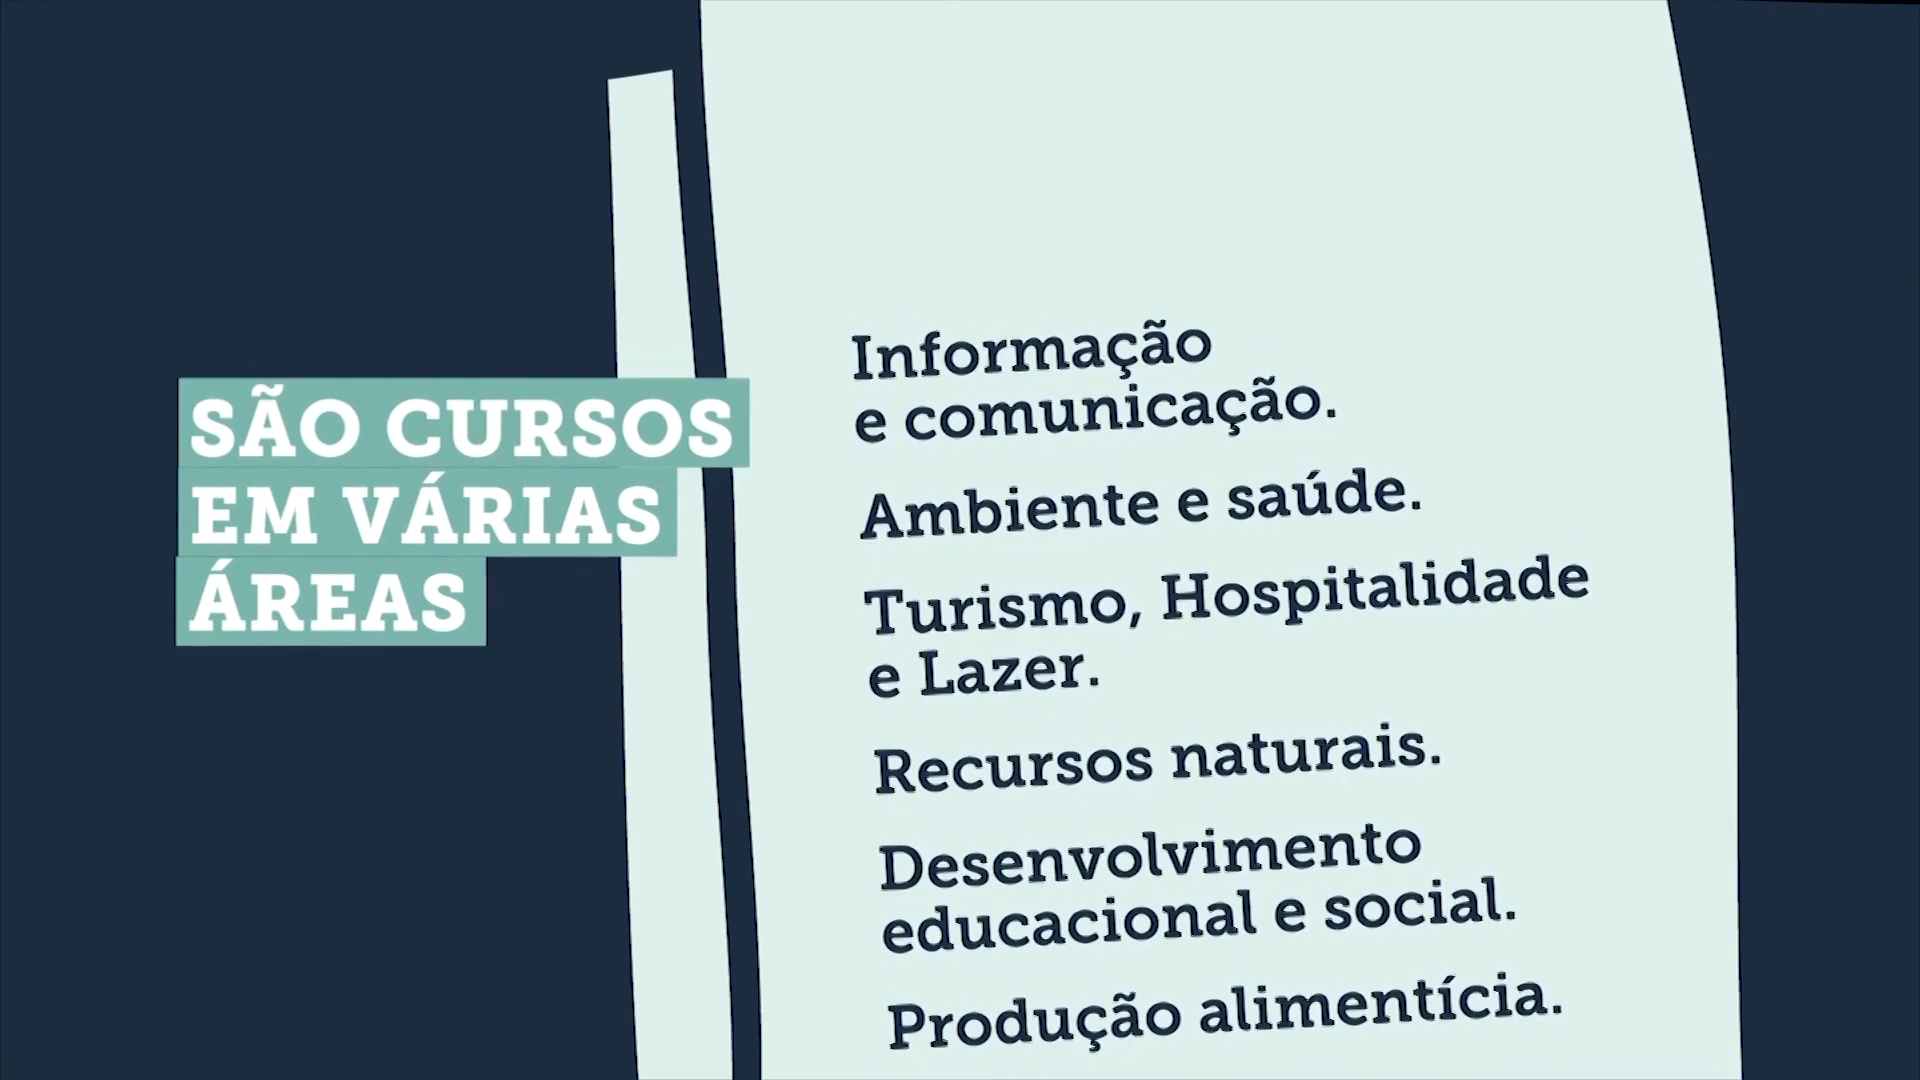 SÃO CURSOS
EM VÁRIAS
ÁREAS
Informação
e comunicação.
Ambiente e saúde.
Turismo, Hospitalidade
e Lazer.
Recursos naturais.
Desenvolvimento
educacional e social.
Produção alimentícia.